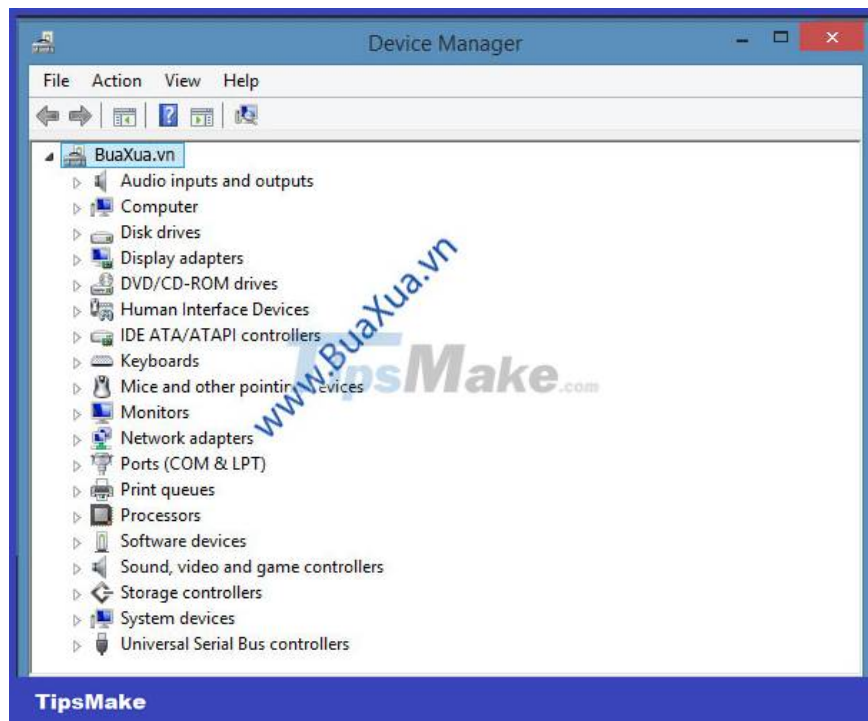 Device Manager
File Action View Help
BuaXua.vn
Audio inputs and outputs
Computer
Disk drives
Display adapters
DVD/CD-ROM drives
Human Interface Devices
IDE ATA/ATAPI controllers
Keyboards
Mice and other pointing devices
Monitors
Network adapters
Ports (COM & LPT)
Print queues
Processors
Software devices
Sound, video and game controllers
Storage controllers
System devices
Universal Serial Bus controllers
www.BuaXua.vn
TipsMake.com
TipsMake